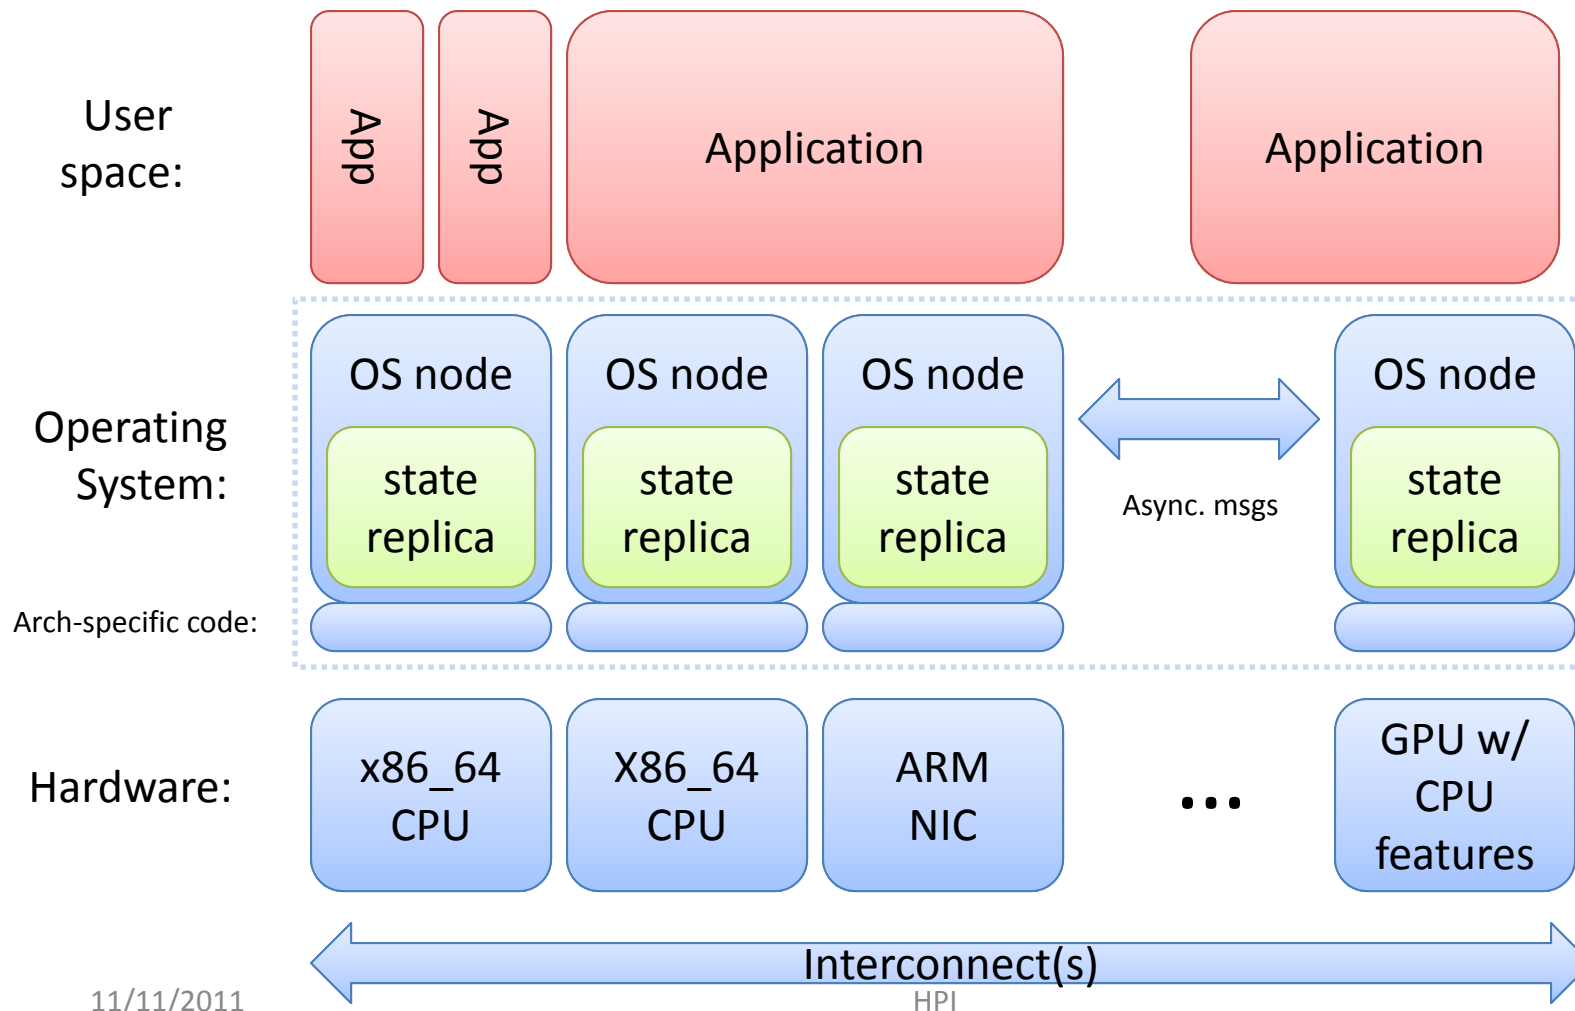 User
space:
App
App
Application
Application
Operating
System:
OS node
state
replica
OS node
state
replica
OS node
state
replica
Async. msgs
OS node
state
replica
Arch-specific code:
Hardware:
x86_64
CPU
X86_64
CPU
ARM
NIC
...
GPU w/
CPU
features
Interconnect(s)
11/11/2011
HPI